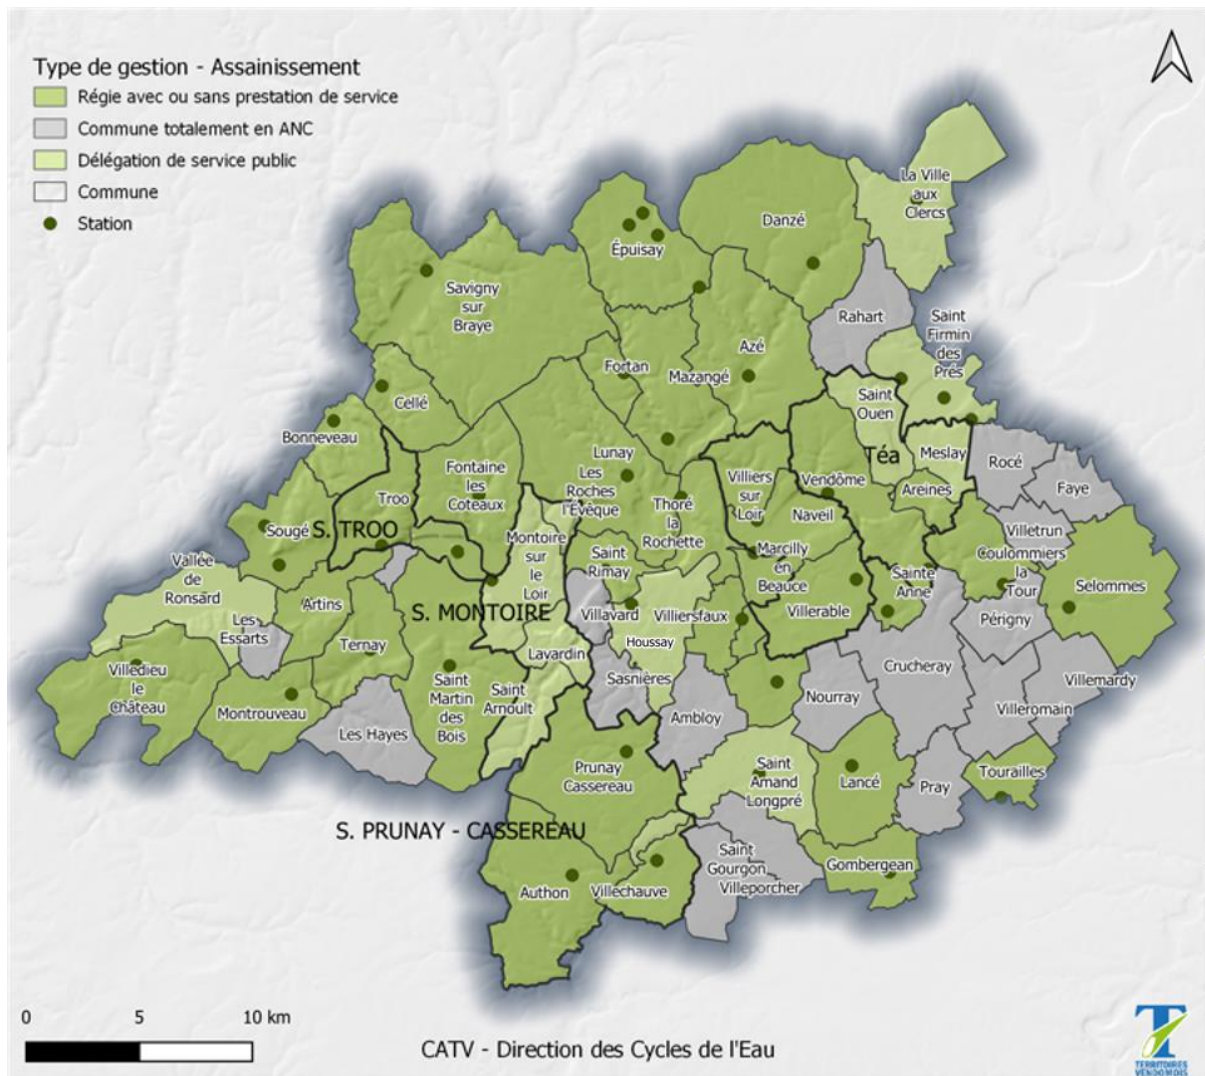 Type de gestion - Assainissement
Régie avec ou sans prestation de service
Commune totalement en ANC
Délégation de service public
Commune
Station
La Ville
aux
Clercs
Danzé
Épuisay
Savigny
sur
Braye
Rahart
Saint
Firmin
des
Prés
Azé
Fortan
Mazangé
Cellé
Saint
Ouen
Bonneveau
Lunay
Téa
Meslay
Rocé
Fontaine
les
Coteaux
Les
Roches
l'Évèque
Villiers
sur
Loir
Vendôme
Areines
Faye
Troo
Thoré
la
Rochette
Naveil
Sougé
S. TROO
Montoire
sur
le
Loir
Villetrun
Coulommiers
la
Tour
Vallée
de
Ronsard
Saint
Rimay
Marcilly
en
Beauce
Sainte
Anne
Selommes
Artins
Les
Essarts
S. MONTOIRE
Villavard
Villiersfaux
Villerable
Périgny
Ternay
Houssay
Lavardin
Villedieu
le
Château
Saint
Martin
des
Bois
Saint
Arnoult
Sasnières
Crucheray
Villemardy
Montrouveau
Ambloy
Nourray
Villeromain
Les Hayes
Prunay
Cassereau
Saint
Amand
Longpré
Lancé
Pray
Tourailles
S. PRUNAY - CASSEREAU
Saint
Gourgon
Villeporcher
Gombergean
Authon
Villechauve
0 5 10 km
CATV - Direction des Cycles de l'Eau
TERRITOIRES
VENDOMOIS